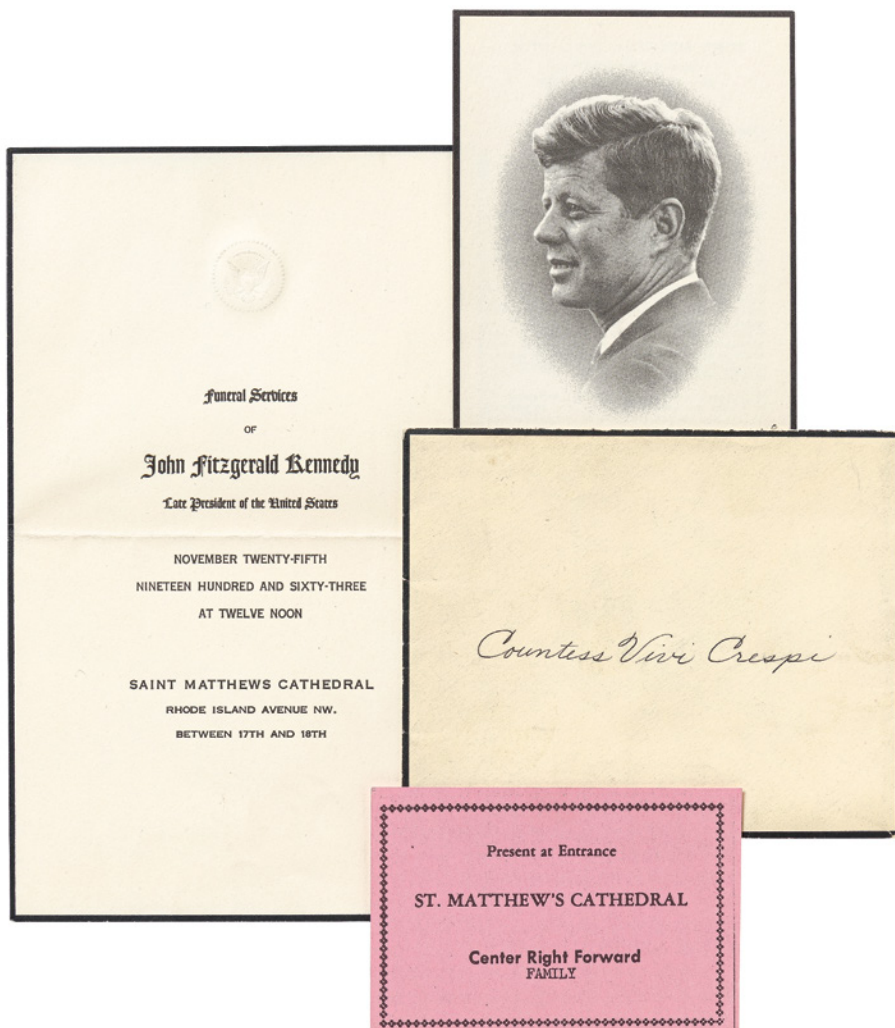 Funeral Services
OF
John Fitzgerald Kennedy
Late President of the United States
NOVEMBER TWENTY-FIFTH
NINETEEN HUNDRED AND SIXTY-THREE
AT TWELVE NOON
SAINT MATTHEWS CATHEDRAL
RHODE ISLAND AVENUE NW.
BETWEEN 17TH AND 18TH
Countess Vivi Crespi
Present at Entrance
ST. MATTHEW'S CATHEDRAL
Center Right Forward
FAMILY